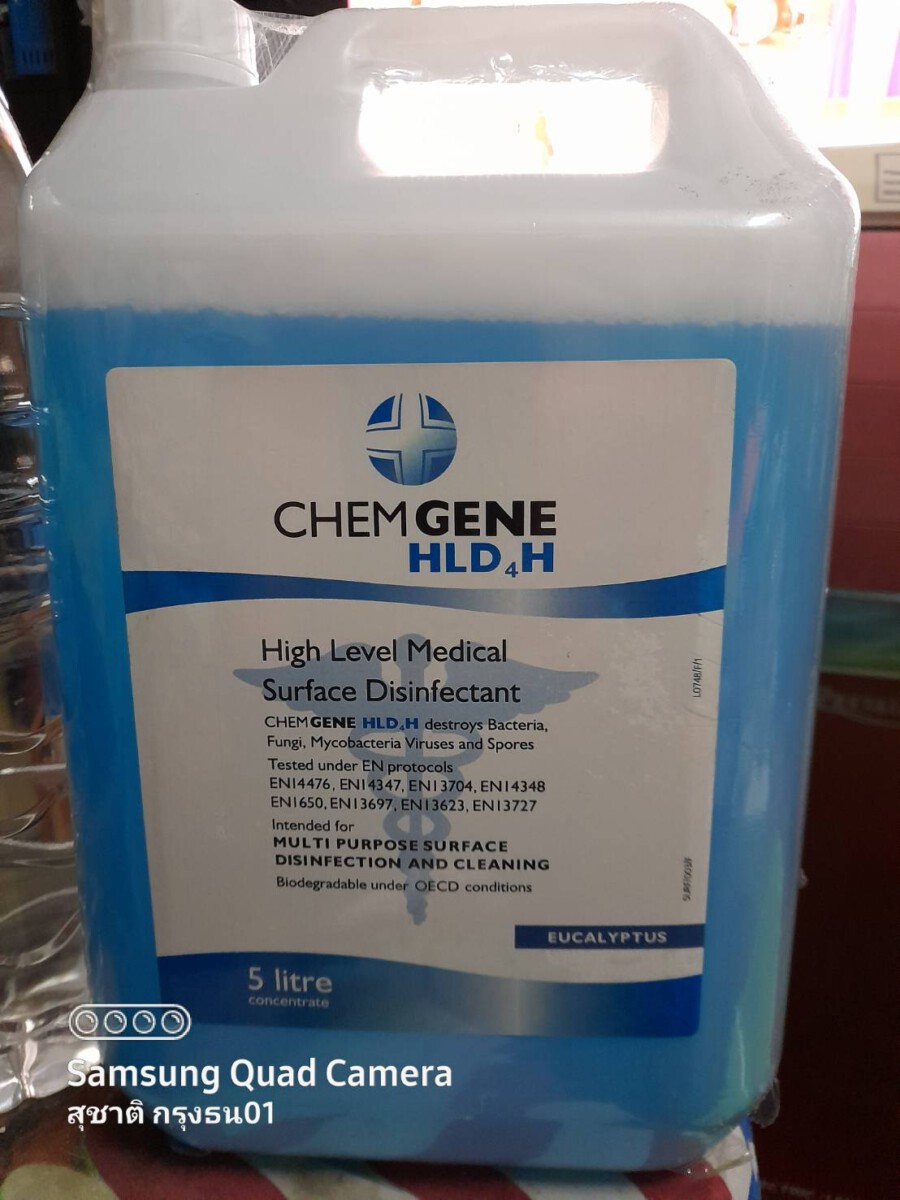 CHEMGENE
HLD4H
High Level Medical
Surface Disinfectant
CHEMGENE HLD4H destroys Bacteria,
Fungi, Mycobacteria Viruses and Spores
Tested under EN protocols
EN14476, EN14347, EN13704, EN14348
EN1650, EN13697, EN13623, EN13727
Intended for
MULTI PURPOSE SURFACE
DISINFECTION AND CLEANING
Biodegradable under OECD conditions
EUCALYPTUS
5 litre
concentrate
L0748/F/1
Samsung Quad Camera
สุชาติ กรุงธน01